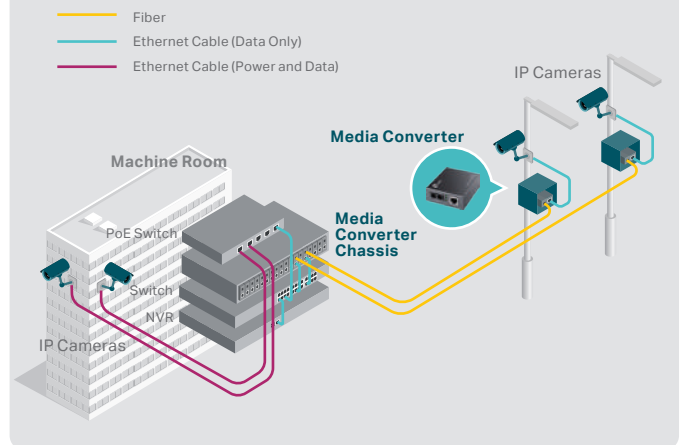 Fiber
Ethernet Cable (Data Only)
Ethernet Cable (Power and Data)
IP Cameras
Media Converter
Machine Room
Media
Converter
Chassis
PoE Switch
Switch
NVR
IP Cameras